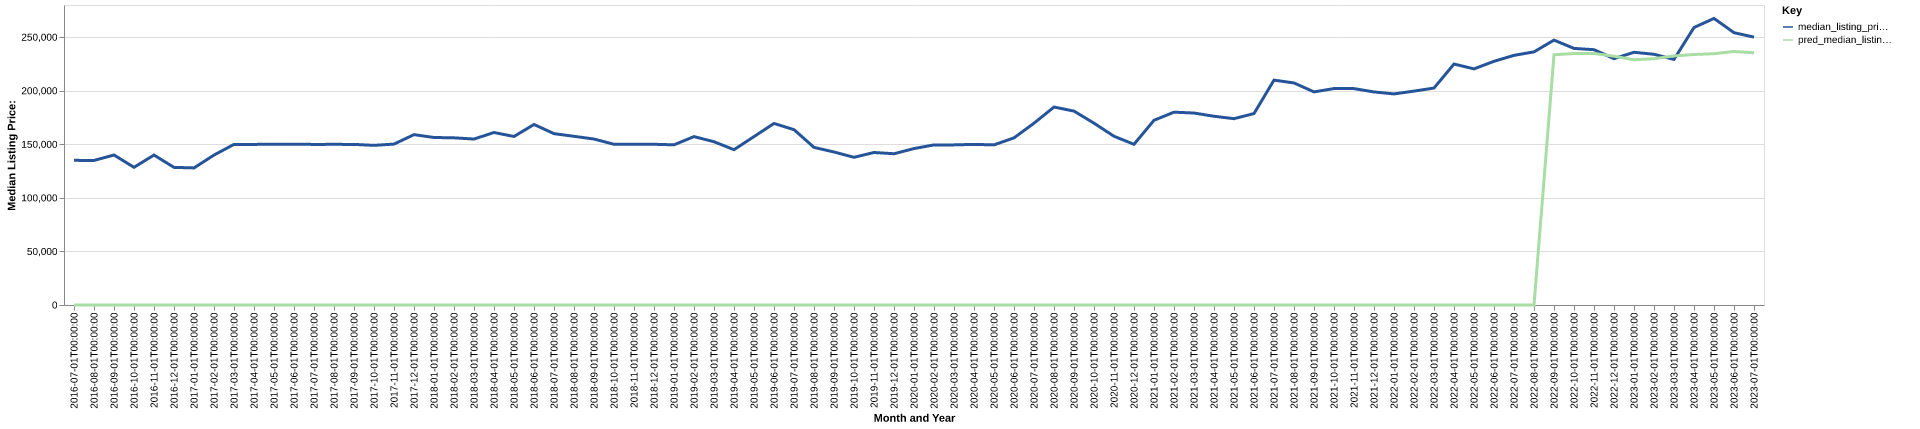 Key
median_listing_pri…
pred_median_listin…
Median Listing Price:
250,000
200,000
150,000
100,000
50,000
0
2016-07-01T00:00:00
2016-08-01T00:00:00
2016-09-01T00:00:00
2016-10-01T00:00:00
2016-11-01T00:00:00
2016-12-01T00:00:00
2017-01-01T00:00:00
2017-02-01T00:00:00
2017-03-01T00:00:00
2017-04-01T00:00:00
2017-05-01T00:00:00
2017-06-01T00:00:00
2017-07-01T00:00:00
2017-08-01T00:00:00
2017-09-01T00:00:00
2017-10-01T00:00:00
2017-11-01T00:00:00
2017-12-01T00:00:00
2018-01-01T00:00:00
2018-02-01T00:00:00
2018-03-01T00:00:00
2018-04-01T00:00:00
2018-05-01T00:00:00
2018-06-01T00:00:00
2018-07-01T00:00:00
2018-08-01T00:00:00
2018-09-01T00:00:00
2018-10-01T00:00:00
2018-11-01T00:00:00
2018-12-01T00:00:00
2019-01-01T00:00:00
2019-02-01T00:00:00
2019-03-01T00:00:00
2019-04-01T00:00:00
2019-05-01T00:00:00
2019-06-01T00:00:00
2019-07-01T00:00:00
2019-08-01T00:00:00
2019-09-01T00:00:00
2019-10-01T00:00:00
2019-11-01T00:00:00
2019-12-01T00:00:00
2020-01-01T00:00:00
2020-02-01T00:00:00
2020-03-01T00:00:00
2020-04-01T00:00:00
2020-05-01T00:00:00
2020-06-01T00:00:00
2020-07-01T00:00:00
2020-08-01T00:00:00
2020-09-01T00:00:00
2020-10-01T00:00:00
2020-11-01T00:00:00
2020-12-01T00:00:00
2021-01-01T00:00:00
2021-02-01T00:00:00
2021-03-01T00:00:00
2021-04-01T00:00:00
2021-05-01T00:00:00
2021-06-01T00:00:00
2021-07-01T00:00:00
2021-08-01T00:00:00
2021-09-01T00:00:00
2021-10-01T00:00:00
2021-11-01T00:00:00
2021-12-01T00:00:00
2022-01-01T00:00:00
2022-02-01T00:00:00
2022-03-01T00:00:00
2022-04-01T00:00:00
2022-05-01T00:00:00
2022-06-01T00:00:00
2022-07-01T00:00:00
2022-08-01T00:00:00
2022-09-01T00:00:00
2022-10-01T00:00:00
2022-11-01T00:00:00
2022-12-01T00:00:00
2023-01-01T00:00:00
2023-02-01T00:00:00
2023-03-01T00:00:00
2023-04-01T00:00:00
2023-05-01T00:00:00
2023-06-01T00:00:00
2023-07-01T00:00:00
Month and Year